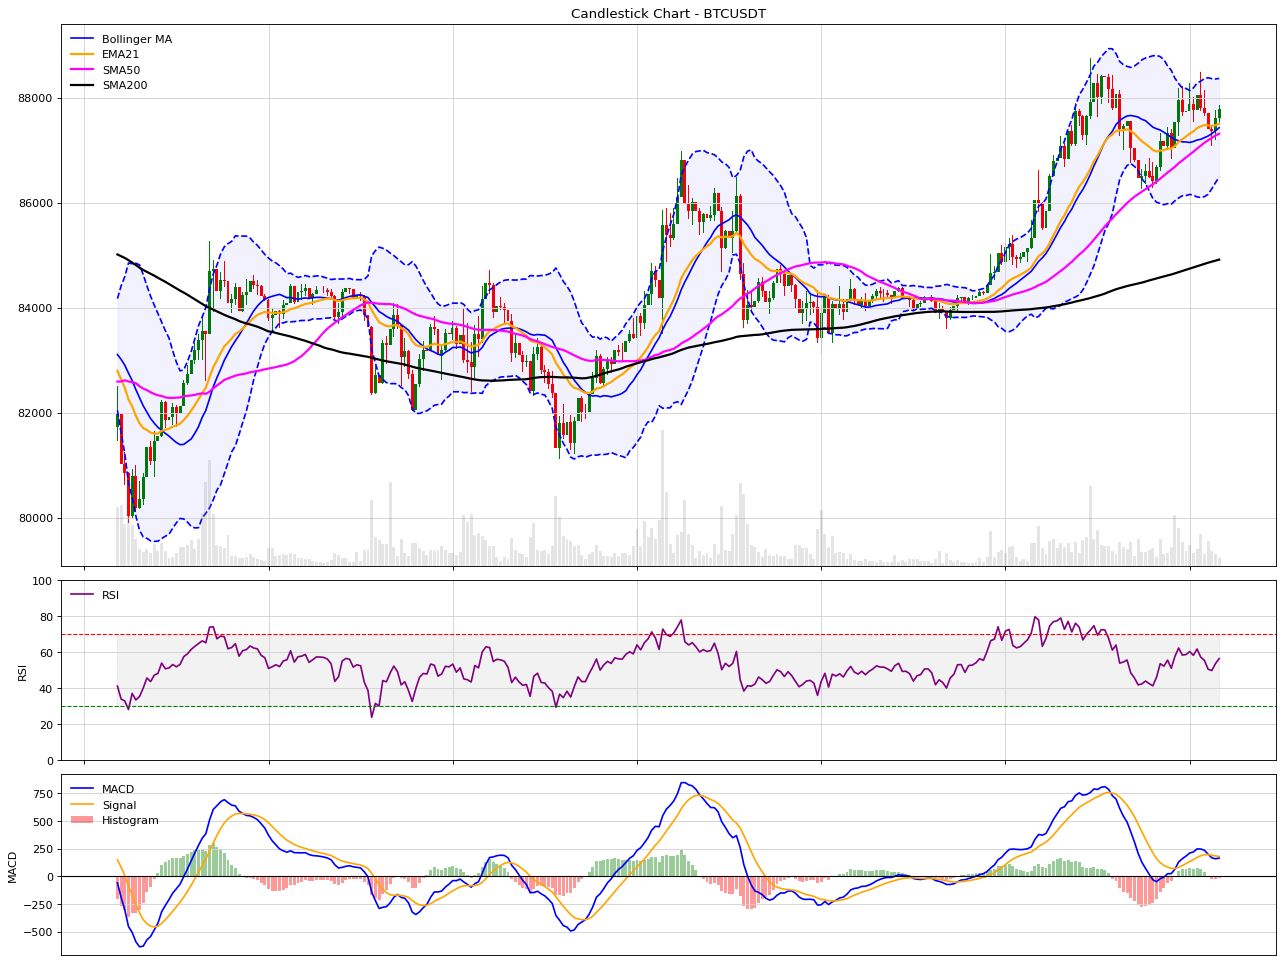 Candlestick Chart - BTCUSDT
Bollinger MA
EMA21
SMA50
SMA200
88000
86000
84000
82000
80000
RSI
100
80
60
40
20
0
RSI
MACD
Signal
Histogram
750
500
250
0
−250
−500
MACD